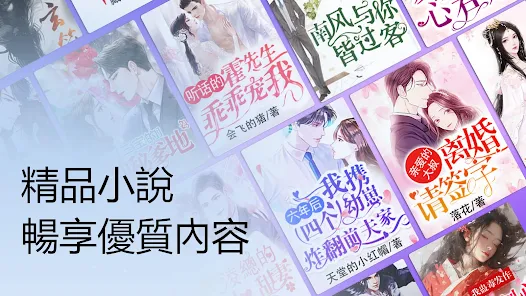 精品小說
暢享優質內容
南风与你
皆过客
听话的
霍先生
乖乖宠我
会飞的猪/著
六年后
我携
(四个)幼崽
炸翻前夫家
天堂的小红帽/著
亲爱的
大叔
离婚
请签字
落花/著